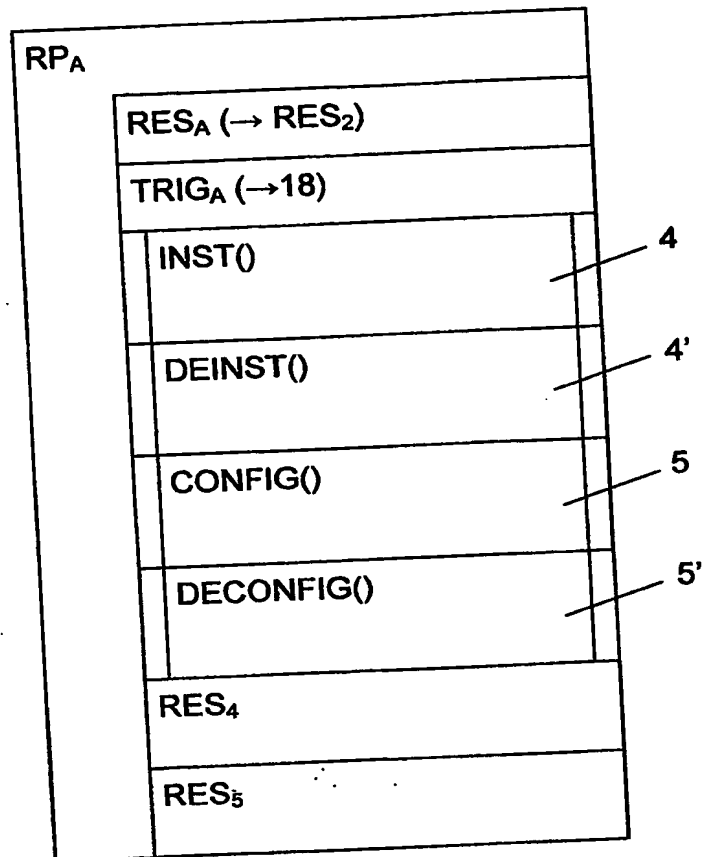 RPA
RESA (→ RES2)
TRIGA (→18)
INST()
4
DEINST()
4'
CONFIG()
5
DECONFIG()
5'
RES4
RES5